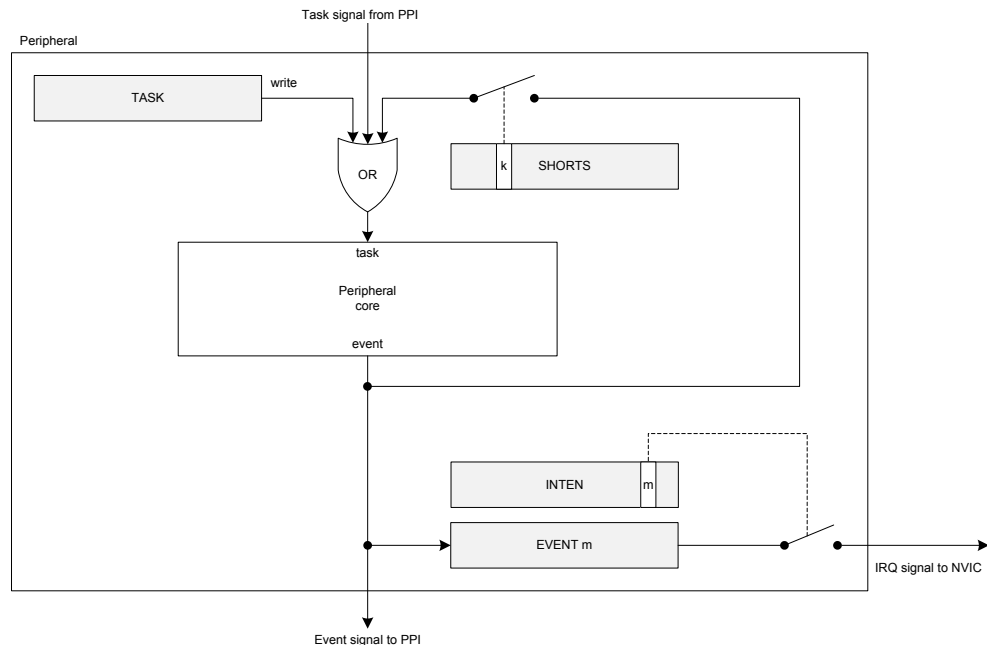 Task signal from PPI
Peripheral
TASK
write
k
SHORTS
OR
task
Peripheral
core
event
INTEN
m
EVENT m
IRQ signal to NVIC
Event signal to PPI